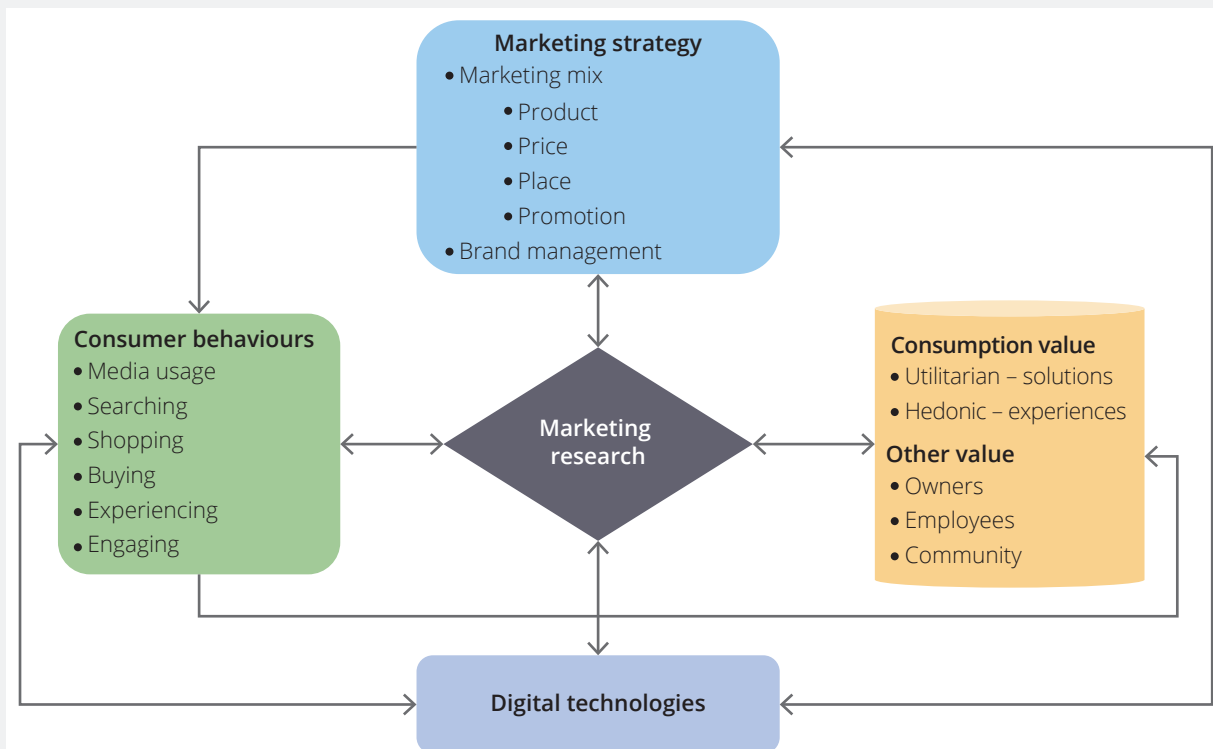 Marketing strategy
• Marketing mix
• Product
• Price
• Place
• Promotion
• Brand management
Consumer behaviours
• Media usage
• Searching
• Shopping
• Buying
• Experiencing
• Engaging
Marketing
research
Consumption value
• Utilitarian – solutions
• Hedonic – experiences
Other value
• Owners
• Employees
• Community
Digital technologies